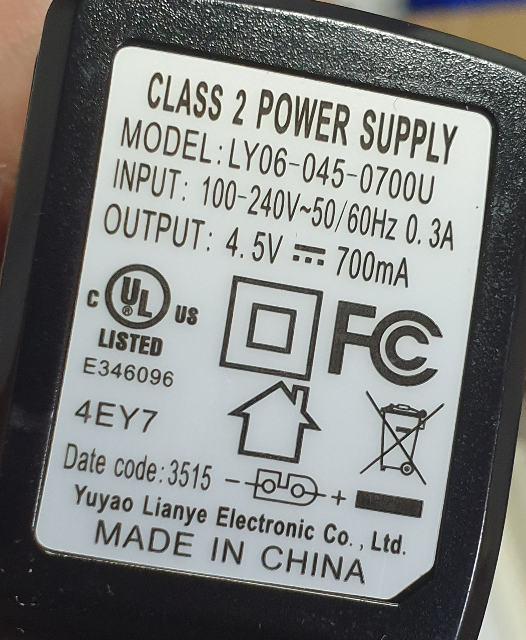 CLASS 2 POWER SUPPLY
MODEL: LY06-045-0700U
INPUT: 100-240V~50/60Hz 0.3A
OUTPUT: 4.5V ⎓ 700mA
C UL ® US
LISTED
E346096
FC
4EY7
Date code: 3515 - +
Yuyao Lianye Electronic Co., Ltd.
MADE IN CHINA